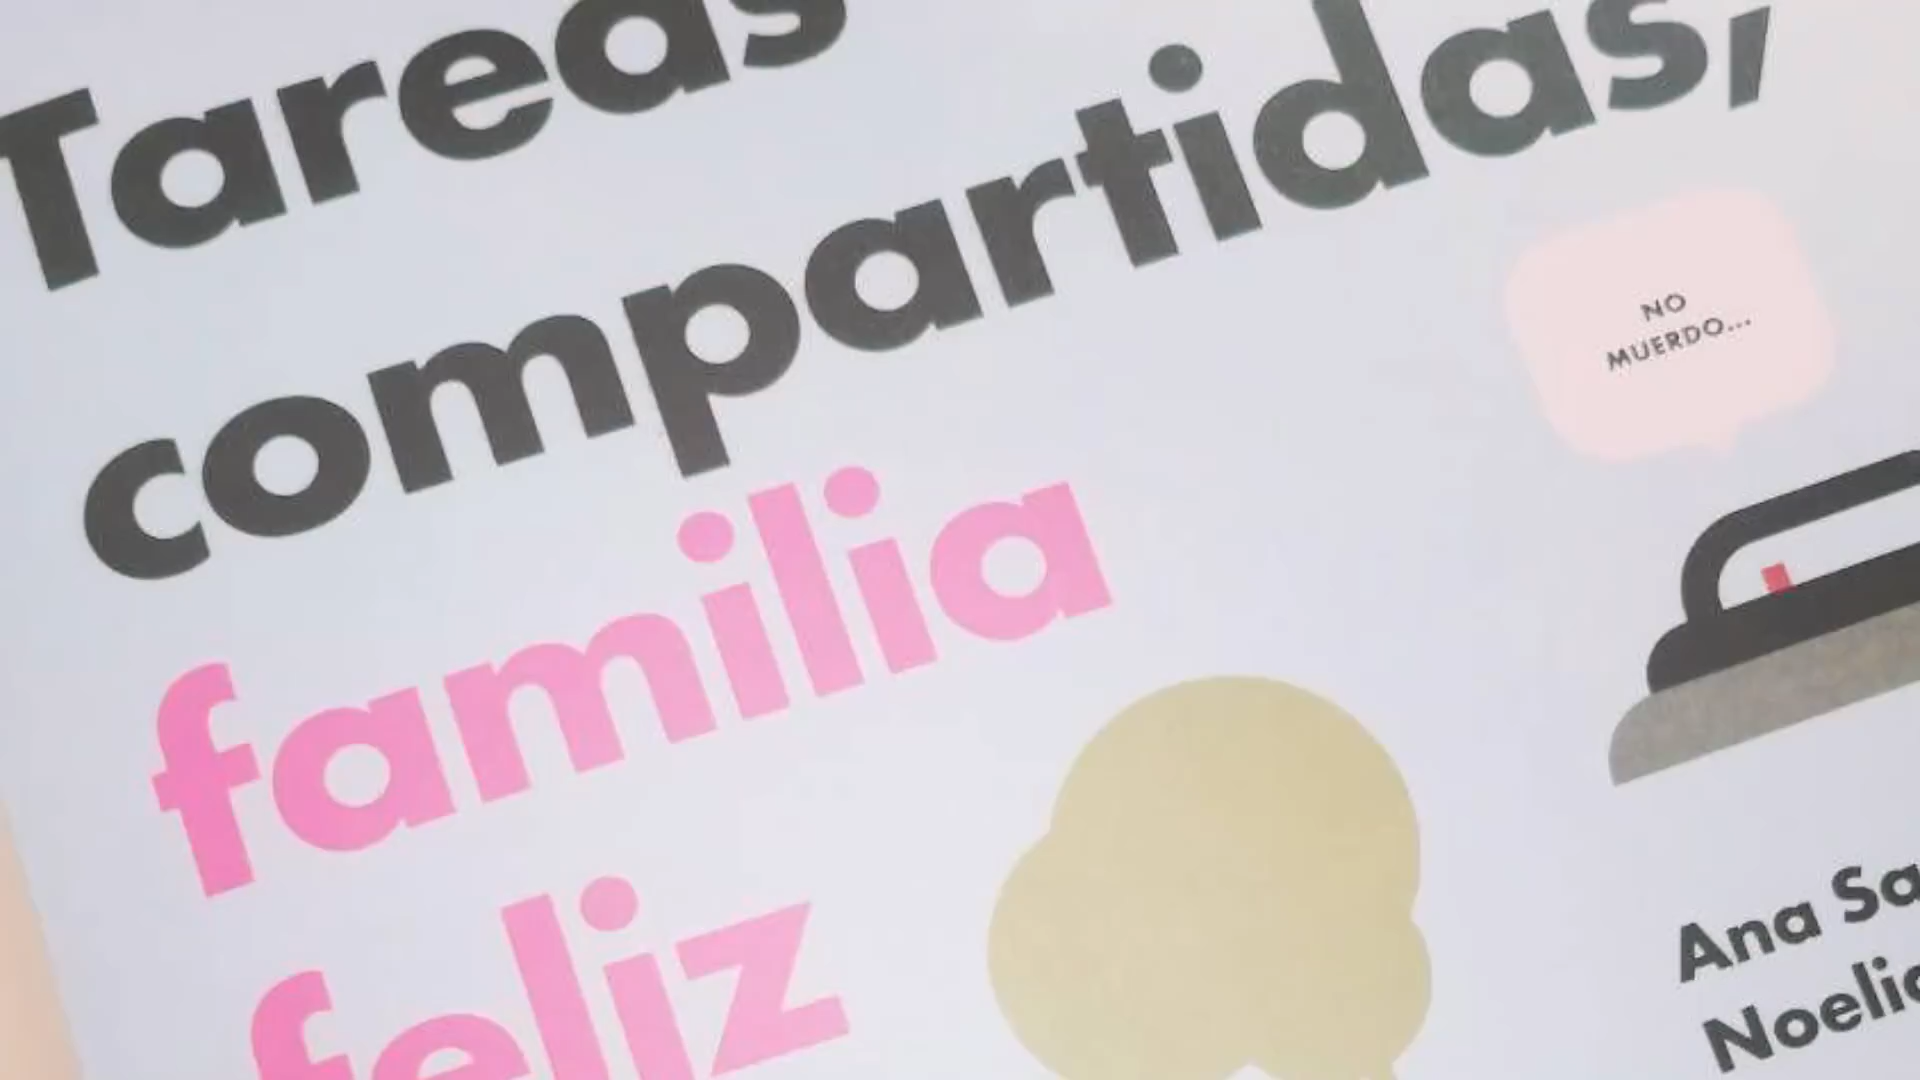 Tareas
compartidas,
familia
feliz
NO
MUERDO...
Ana